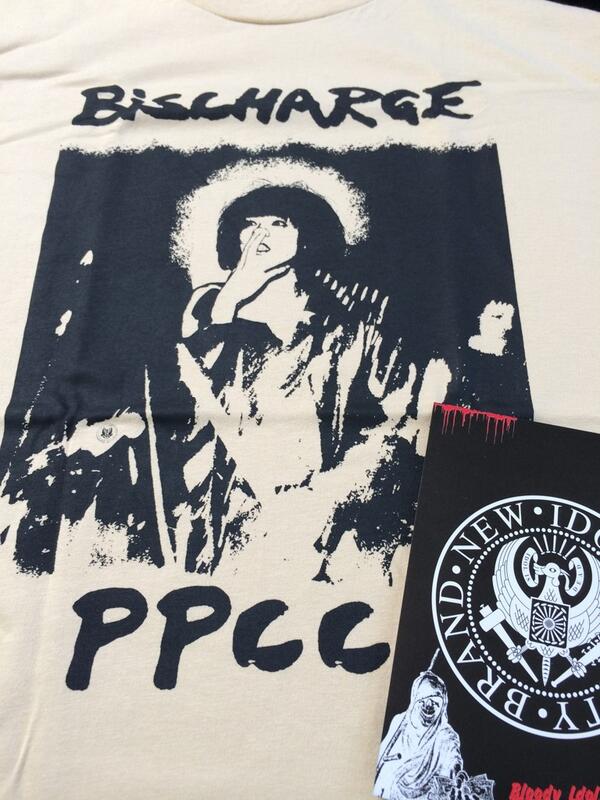 BiSCHARGE
PPCC
BRAND • NEW • IDO
TY
Bloody Idol